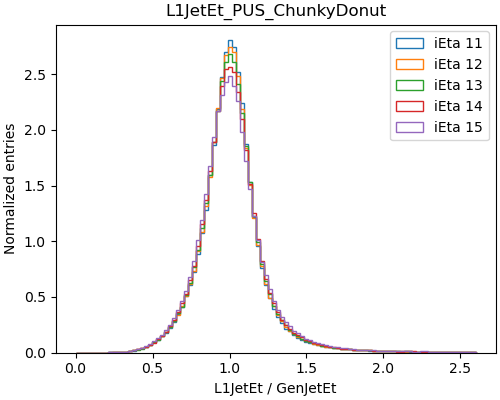 L1JetEt_PUS_ChunkyDonut
iEta 11
iEta 12
iEta 13
iEta 14
iEta 15
Normalized entries
2.5
2.0
1.5
1.0
0.5
0.0
0.0 0.5 1.0 1.5 2.0 2.5
L1JetEt / GenJetEt